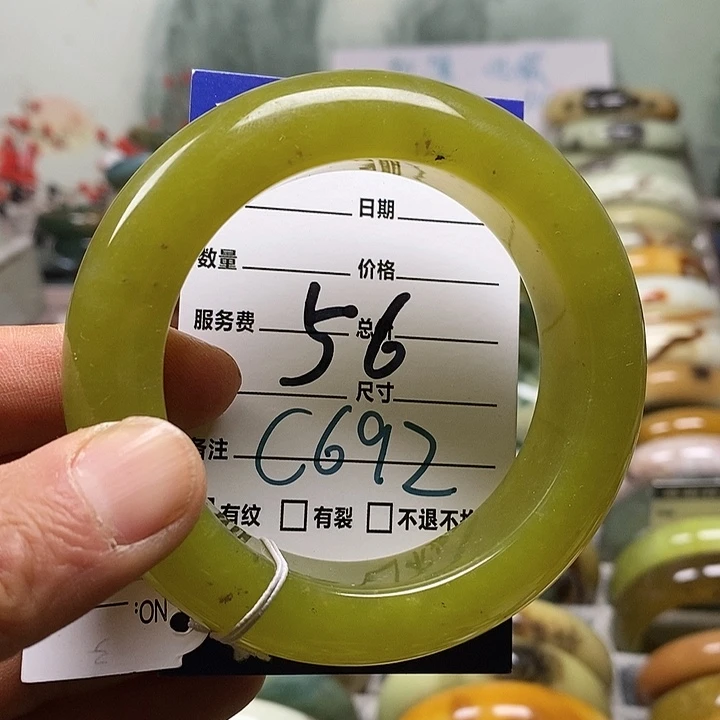 日期
数量 价格
服务费 总
56
尺寸
备注 C692
有纹 有裂 不退不
NO: